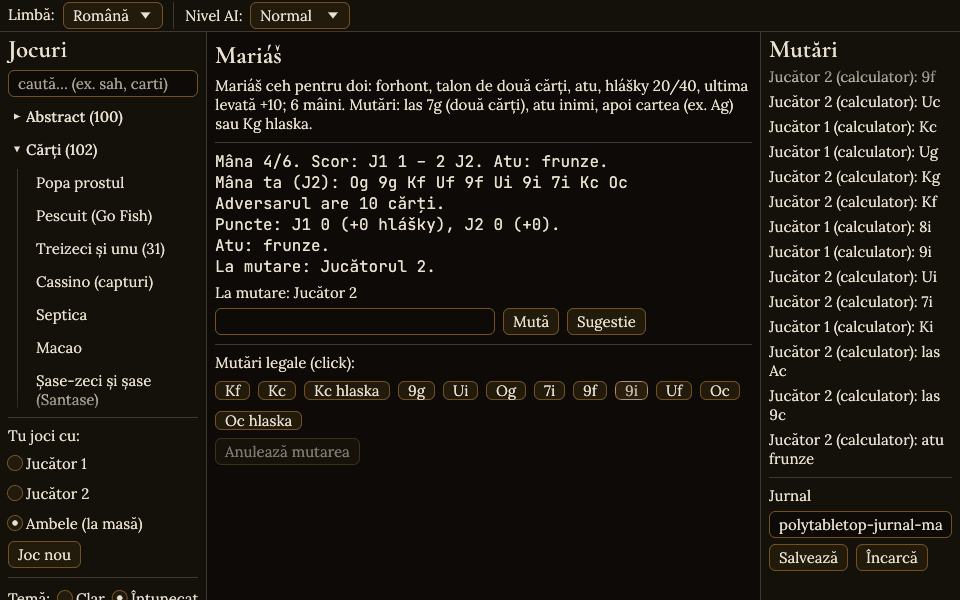 Limbă: Română ▼ Nivel AI: Normal ▼
Jocuri
caută... (ex. sah, carti)
▸ Abstract (100)
▾ Cărți (102)
Popa prostul
Pescuit (Go Fish)
Treizeci și unu (31)
Cassino (capturi)
Septica
Macao
Șase-zeci și șase
(Santase)
Tu joci cu:
Jucător 1
Jucător 2
Ambele (la masă)
Joc nou
Temă: Clar Întunecat
Mariáš
Mariáš ceh pentru doi: forhont, talon de două cărți, atu, hlášky 20/40, ultima
levată +10; 6 mâini. Mutări: las 7g (două cărți), atu inimi, apoi cartea (ex. Ag)
sau Kg hlaska.
Mâna 4/6. Scor: J1 1 – 2 J2. Atu: frunze.
Mâna ta (J2): Og 9g Kf Uf 9f Ui 9i 7i Kc Oc
Adversarul are 10 cărți.
Puncte: J1 0 (+0 hlášky), J2 0 (+0).
Atu: frunze.
La mutare: Jucătorul 2.
La mutare: Jucător 2
Mută Sugestie
Mutări legale (click):
Kf Kc Kc hlaska 9g Ui Og 7i 9f 9i Uf Oc
Oc hlaska
Anulează mutarea
Mutări
Jucător 2 (calculator): 9f
Jucător 2 (calculator): Uc
Jucător 1 (calculator): Kc
Jucător 1 (calculator): Ug
Jucător 2 (calculator): Kg
Jucător 2 (calculator): Kf
Jucător 1 (calculator): 8i
Jucător 1 (calculator): 9i
Jucător 2 (calculator): Ui
Jucător 2 (calculator): 7i
Jucător 1 (calculator): Ki
Jucător 2 (calculator): las
Ac
Jucător 2 (calculator): las
9c
Jucător 2 (calculator): atu
frunze
Jurnal
polytabletop-jurnal-ma
Salvează Încarcă